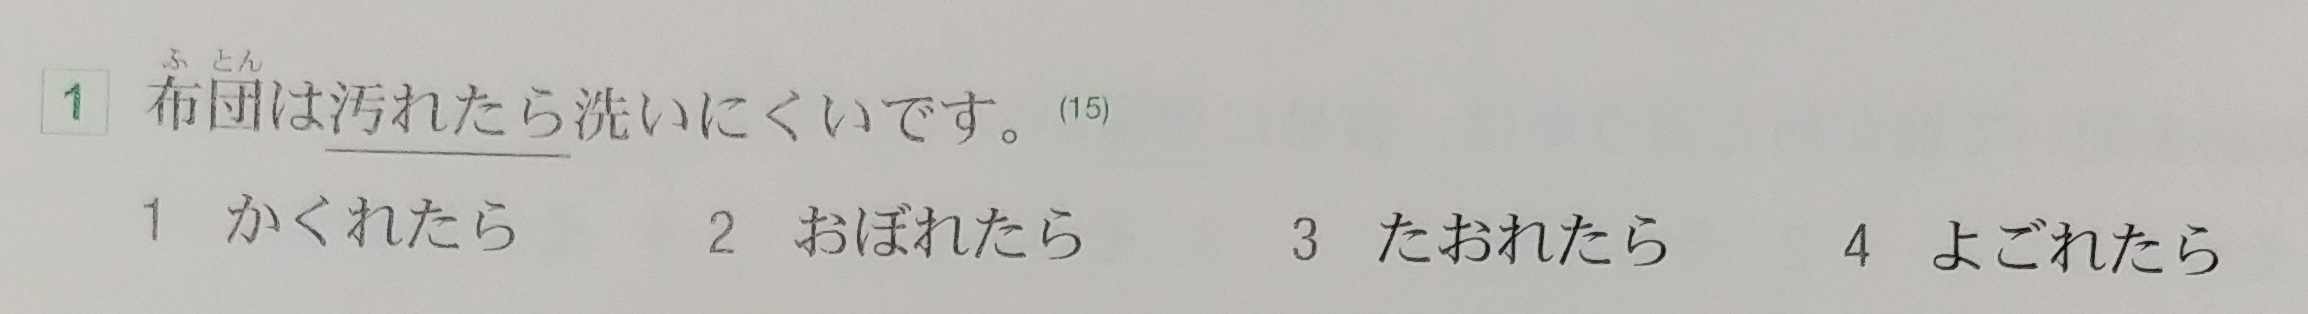 ふとん
1 布団は汚れたら洗いにくいです。(15)
1 かくれたら 2 おぼれたら 3 たおれたら 4 よごれたら